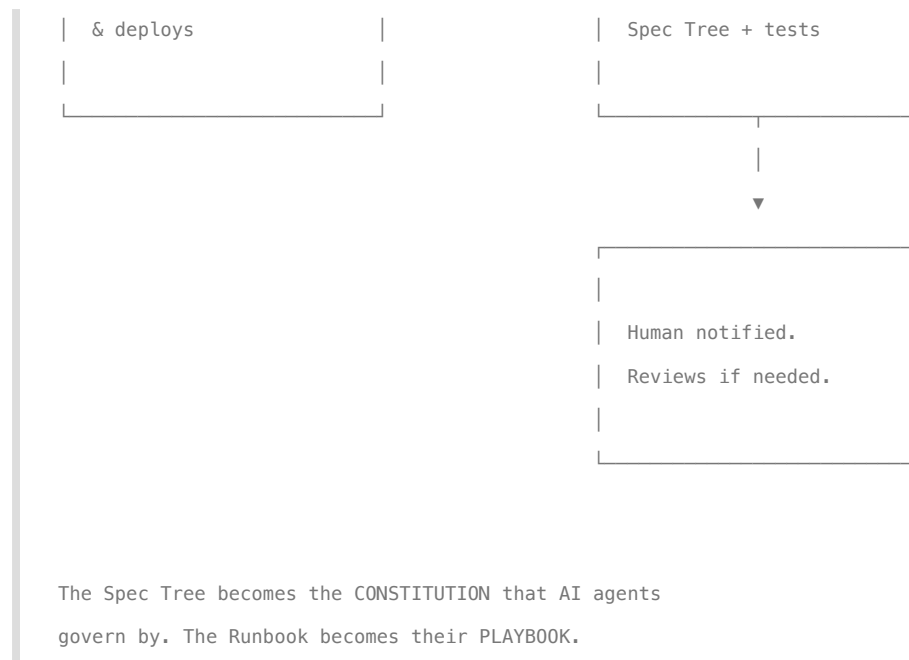 & deploys Spec Tree + tests
▼
Human notified.
Reviews if needed.
The Spec Tree becomes the CONSTITUTION that AI agents
govern by. The Runbook becomes their PLAYBOOK.